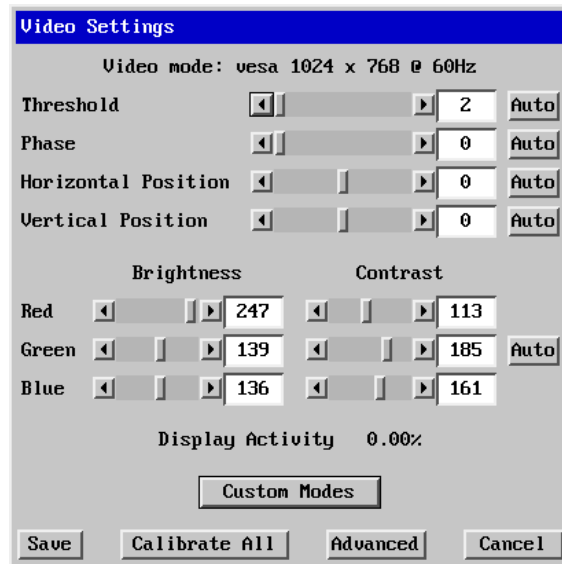 Video Settings
Video mode: vesa 1024 x 768 @ 60Hz
Threshold 2 Auto
Phase 0 Auto
Horizontal Position 0 Auto
Vertical Position 0 Auto
Brightness Contrast
Red 247 113
Green 139 185 Auto
Blue 136 161
Display Activity 0.00%
Custom Modes
Save Calibrate All Advanced Cancel